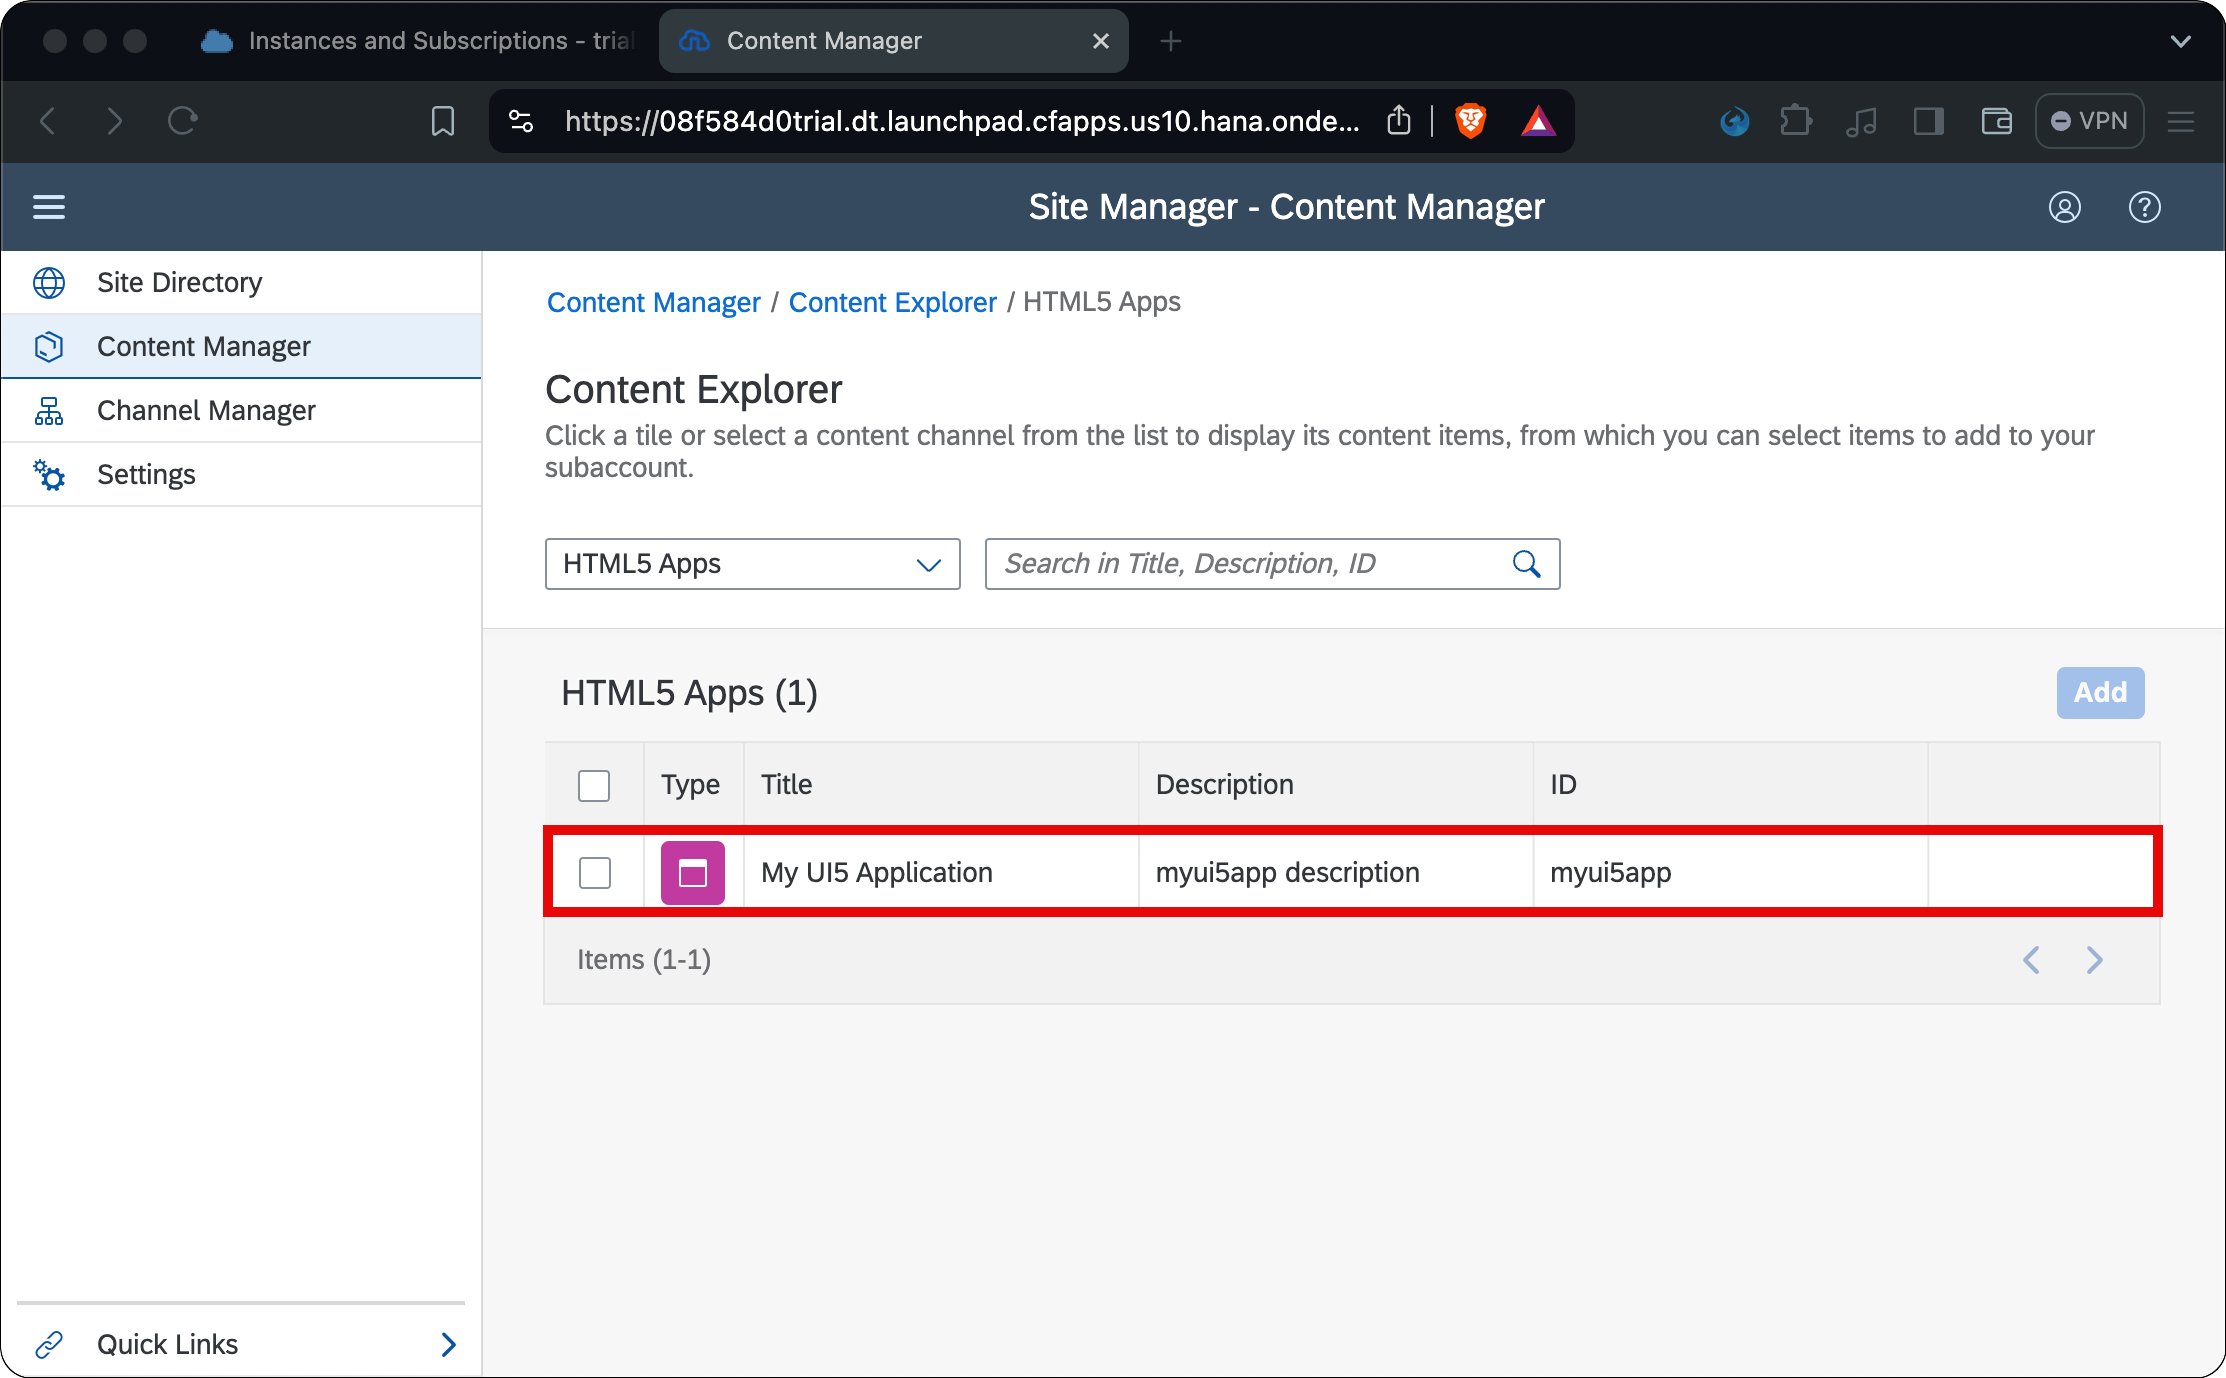 Instances and Subscriptions - trial
Content Manager
https://08f584d0trial.dt.launchpad.cfapps.us10.hana.onde...
VPN
Site Manager - Content Manager
Site Directory
Content Manager
Channel Manager
Settings
Quick Links
Content Manager / Content Explorer / HTML5 Apps
Content Explorer
Click a tile or select a content channel from the list to display its content items, from which you can select items to add to your
subaccount.
HTML5 Apps
Search in Title, Description, ID
HTML5 Apps (1)
Add
Type Title Description ID
My UI5 Application myui5app description myui5app
Items (1-1)